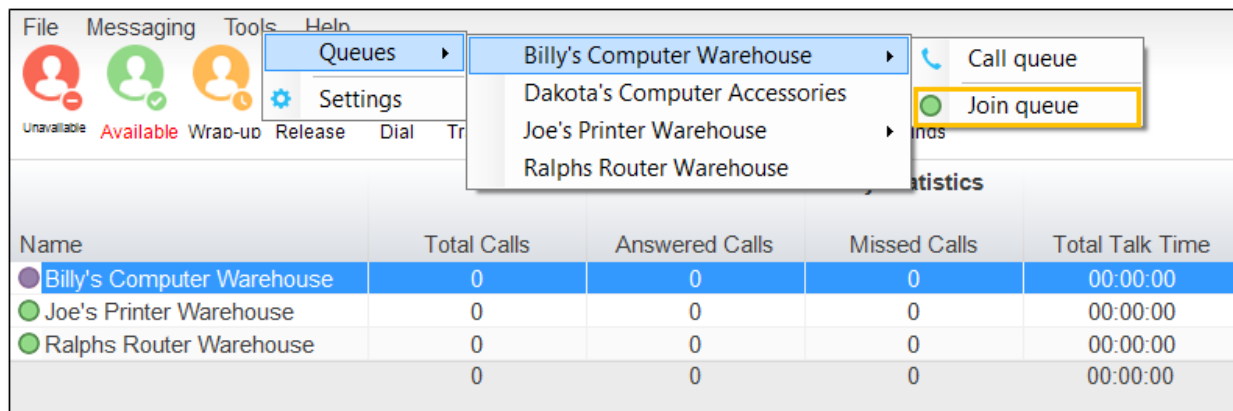 File Messaging Tools Help
Queues
Settings
Billy's Computer Warehouse
Dakota's Computer Accessories
Joe's Printer Warehouse
Ralphs Router Warehouse
Call queue
Join queue
Unavailable Available Wrap-up Release Dial
Name Total Calls Answered Calls Missed Calls Total Talk Time
Billy's Computer Warehouse 0 0 0 00:00:00
Joe's Printer Warehouse 0 0 0 00:00:00
Ralphs Router Warehouse 0 0 0 00:00:00
0 0 0 00:00:00